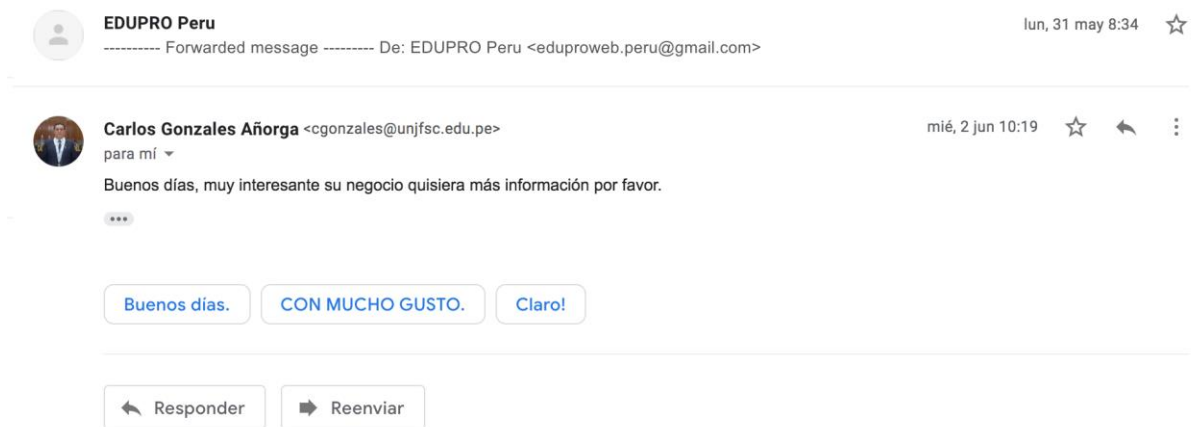 EDUPRO Peru lun, 31 may 8:34
---------- Forwarded message --------- De: EDUPRO Peru <eduproweb.peru@gmail.com>
Carlos Gonzales Añorga <cgonzales@unjfsc.edu.pe> mié, 2 jun 10:19
para mí
Buenos días, muy interesante su negocio quisiera más información por favor.
Buenos días. CON MUCHO GUSTO. Claro!
Responder Reenviar